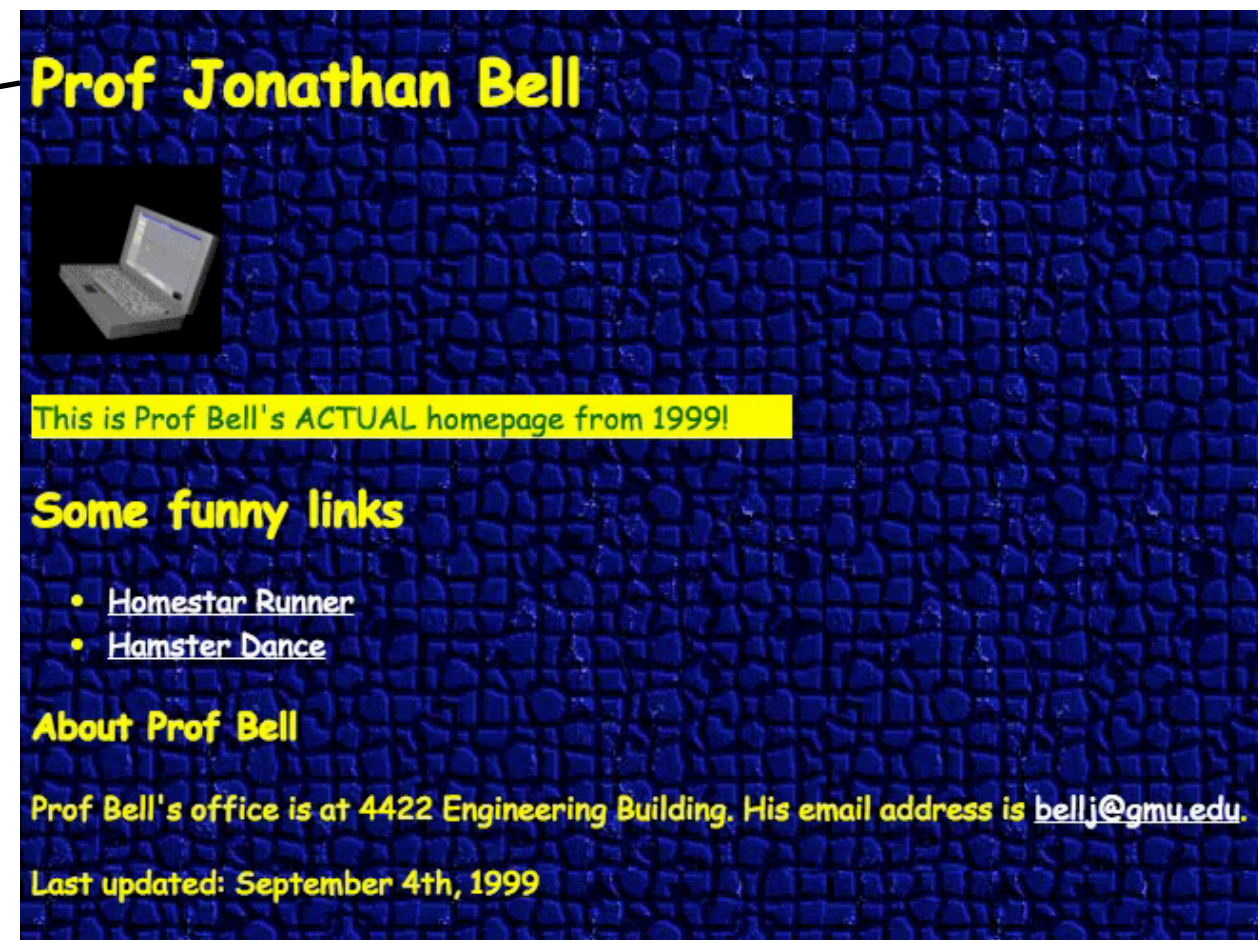 Prof Jonathan Bell
This is Prof Bell's ACTUAL homepage from 1999!
Some funny links
• Homestar Runner
• Hamster Dance
About Prof Bell
Prof Bell's office is at 4422 Engineering Building. His email address is bellj@gmu.edu.
Last updated: September 4th, 1999